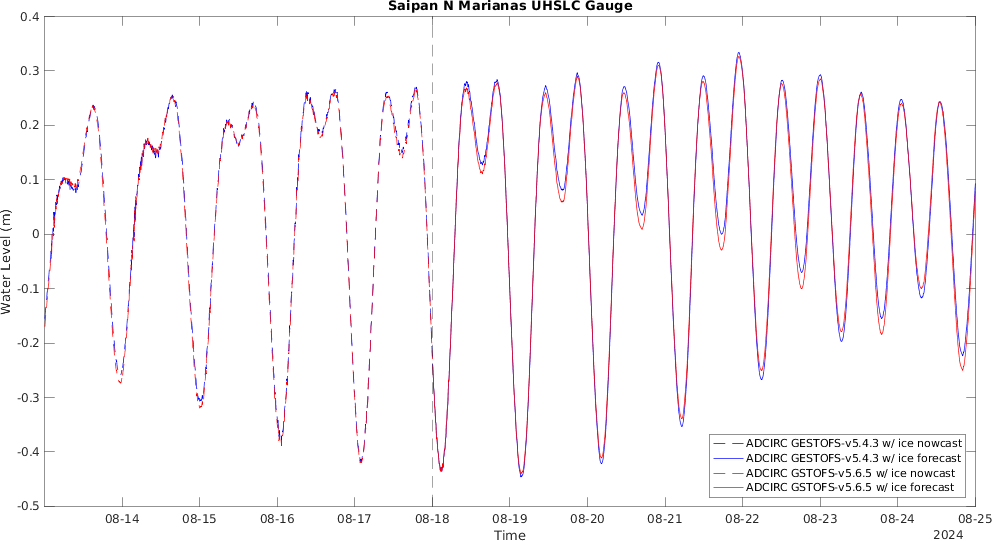 Saipan N Marianas UHSLC Gauge
0.4
0.3
0.2
0.1
0
-0.1
-0.2
-0.3
-0.4
-0.5
Water Level (m)
ADCIRC GESTOFS-v5.4.3 w/ ice nowcast
ADCIRC GESTOFS-v5.4.3 w/ ice forecast
ADCIRC GSTOFS-v5.6.5 w/ ice nowcast
ADCIRC GSTOFS-v5.6.5 w/ ice forecast
08-14 08-15 08-16 08-17 08-18 08-19 08-20 08-21 08-22 08-23 08-24 08-25
Time
2024